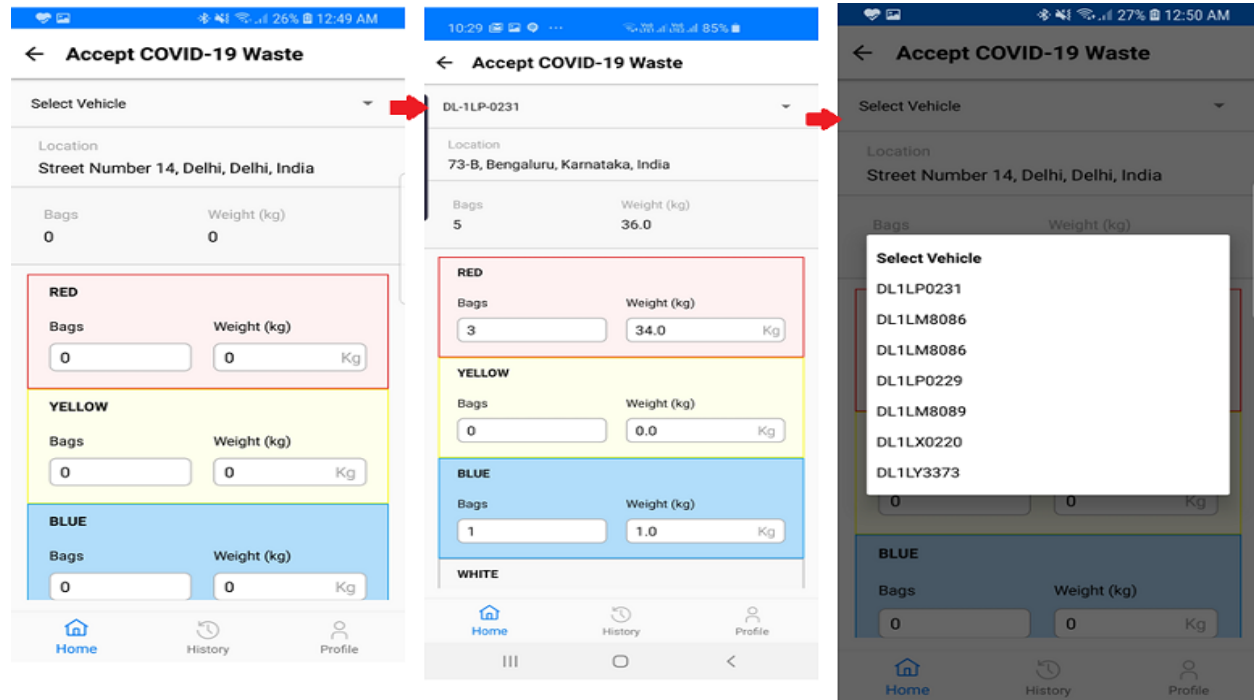 26% 12:49 AM
Accept COVID-19 Waste
Select Vehicle
Location
Street Number 14, Delhi, Delhi, India
Bags Weight (kg)
0 0
RED
Bags Weight (kg)
0 0 Kg
YELLOW
Bags Weight (kg)
0 0 Kg
BLUE
Bags Weight (kg)
0 0 Kg
Home History Profile
10:29 ... 85%
Accept COVID-19 Waste
DL-1LP-0231
Location
73-B, Bengaluru, Karnataka, India
Bags Weight (kg)
5 36.0
RED
Bags Weight (kg)
3 34.0 Kg
YELLOW
Bags Weight (kg)
0 0.0 Kg
BLUE
Bags Weight (kg)
1 1.0 Kg
WHITE
Home History Profile
27% 12:50 AM
Accept COVID-19 Waste
Select Vehicle
Location
Street Number 14, Delhi, Delhi, India
Bags Weight (kg)
Select Vehicle
DL1LP0231
DL1LM8086
DL1LM8086
DL1LP0229
DL1LM8089
DL1LX0220
DL1LY3373
0 0 Kg
BLUE
Bags Weight (kg)
0 0 Kg
Home History Profile